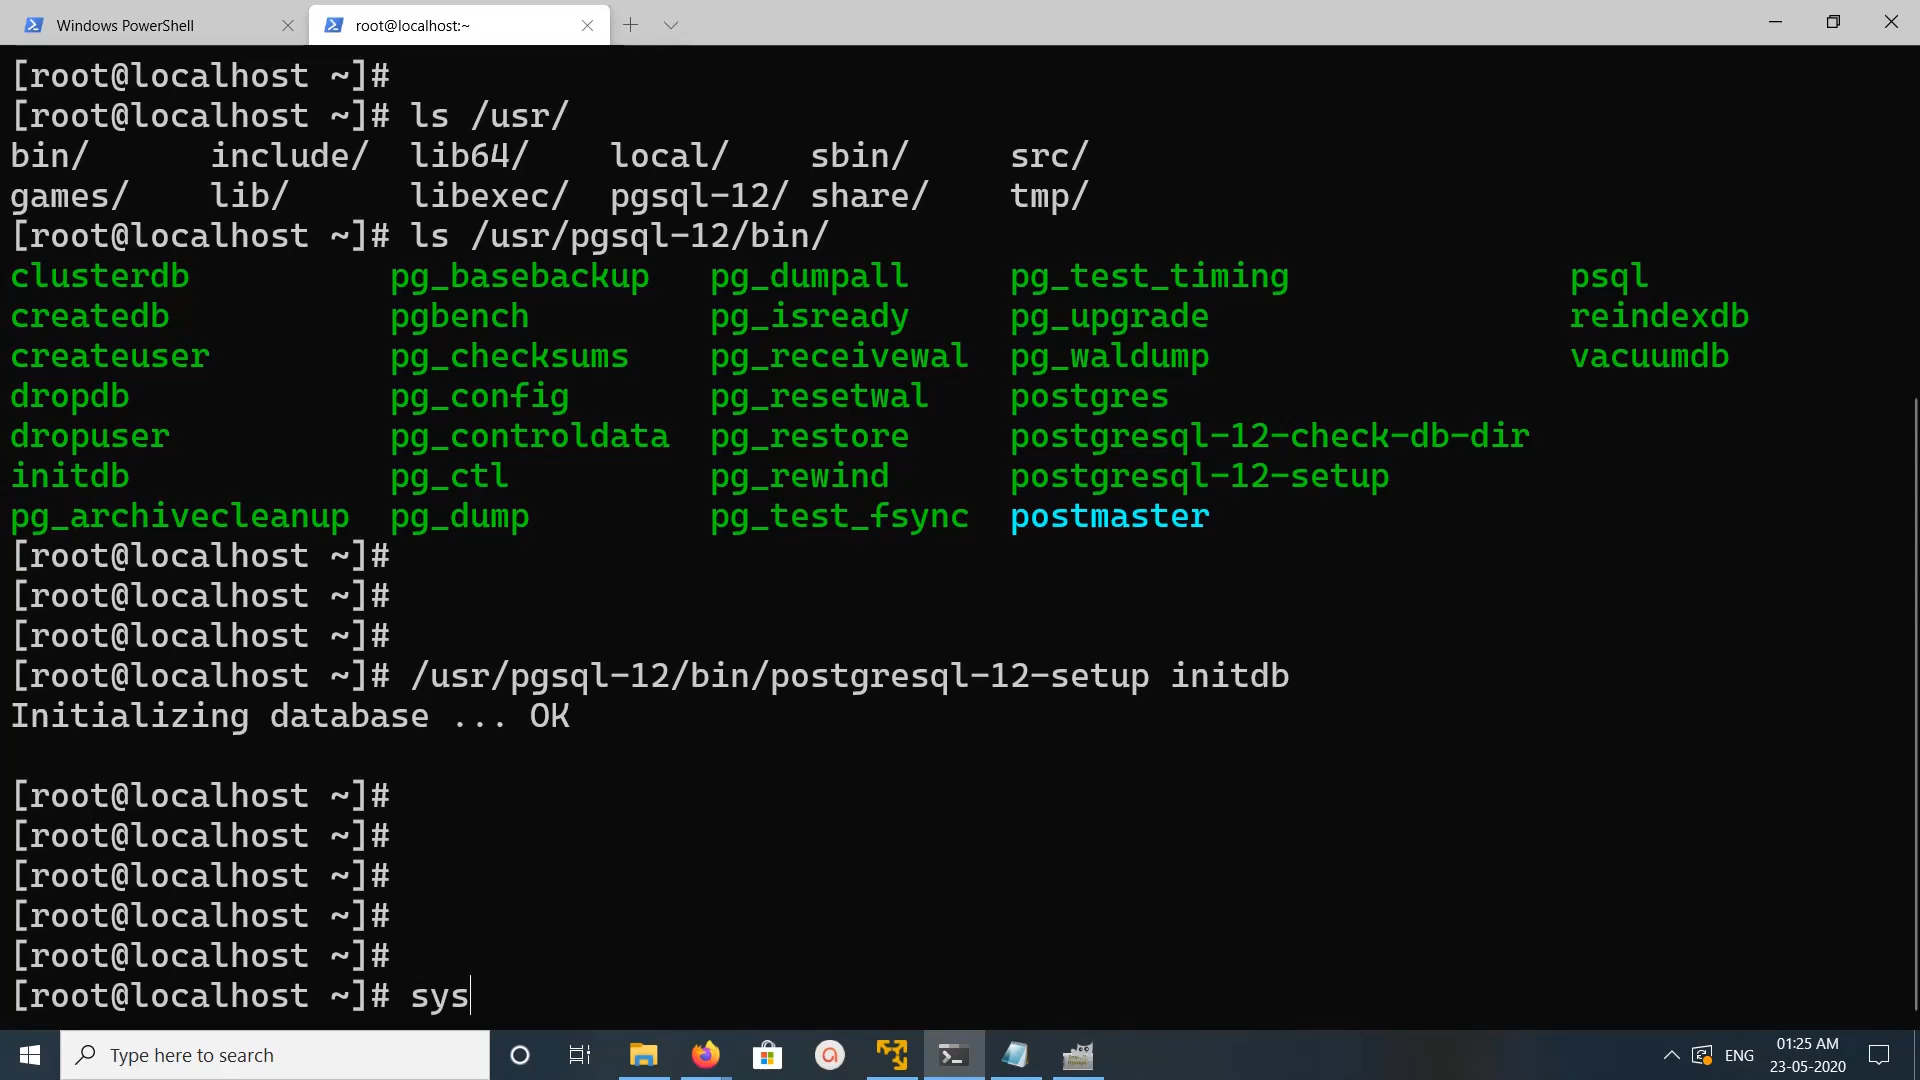 Windows PowerShell
root@localhost:~
[root@localhost ~]#
[root@localhost ~]# ls /usr/
bin/ include/ lib64/ local/ sbin/ src/
games/ lib/ libexec/ pgsql-12/ share/ tmp/
[root@localhost ~]# ls /usr/pgsql-12/bin/
clusterdb pg_basebackup pg_dumpall pg_test_timing psql
createdb pgbench pg_isready pg_upgrade reindexdb
createuser pg_checksums pg_receivewal pg_waldump vacuumdb
dropdb pg_config pg_resetwal postgres
dropuser pg_controldata pg_restore postgresql-12-check-db-dir
initdb pg_ctl pg_rewind postgresql-12-setup
pg_archivecleanup pg_dump pg_test_fsync postmaster
[root@localhost ~]#
[root@localhost ~]#
[root@localhost ~]#
[root@localhost ~]# /usr/pgsql-12/bin/postgresql-12-setup initdb
Initializing database ... OK
[root@localhost ~]#
[root@localhost ~]#
[root@localhost ~]#
[root@localhost ~]#
[root@localhost ~]#
[root@localhost ~]# sys
Type here to search
ENG
01:25 AM
23-05-2020